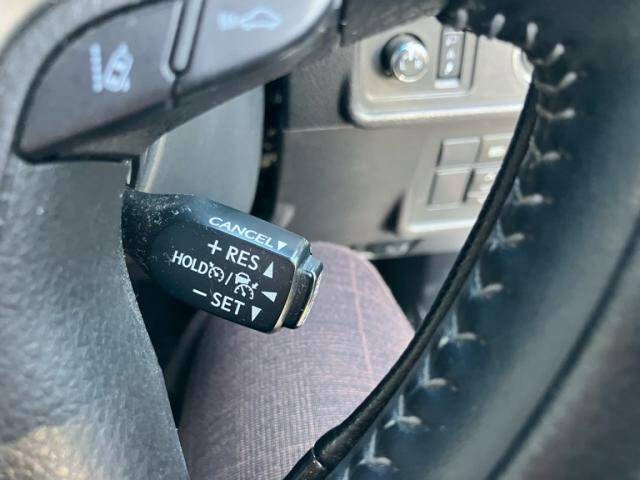 CANCEL▼
+ RES▲
HOLD /
− SET▼